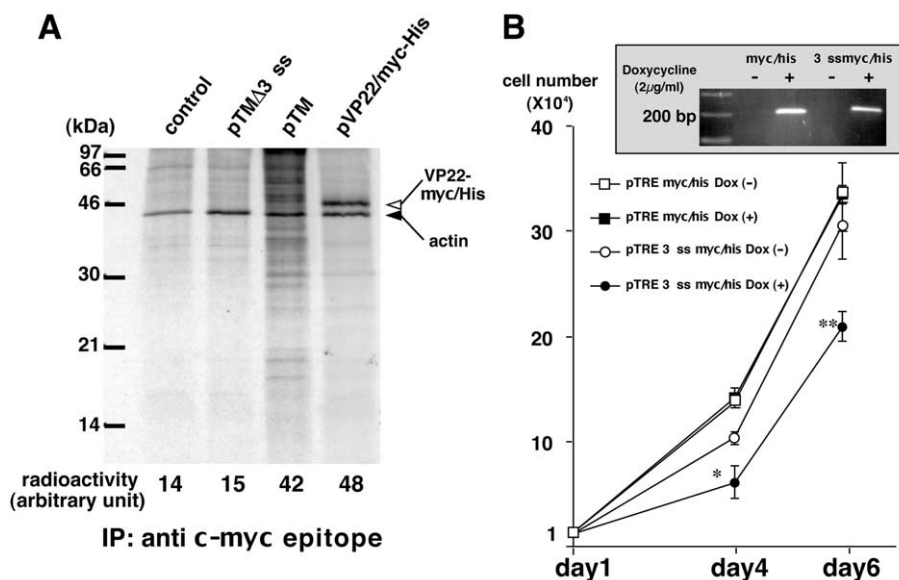 A
control
pTMΔ3 ss
pTM
pVP22/myc-His
(kDa)
97
66
46
30
21
14
VP22-
myc/His
actin
radioactivity
(arbitrary unit)
14 15 42 48
IP: anti c-myc epitope
B
myc/his 3 ssmyc/his
Doxycycline
(2μg/ml)
- + - +
200 bp
cell number
(X10⁴)
40
30
20
10
1
pTRE myc/his Dox (-)
pTRE myc/his Dox (+)
pTRE 3 ss myc/his Dox (-)
pTRE 3 ss myc/his Dox (+)
*
**
day1 day4 day6